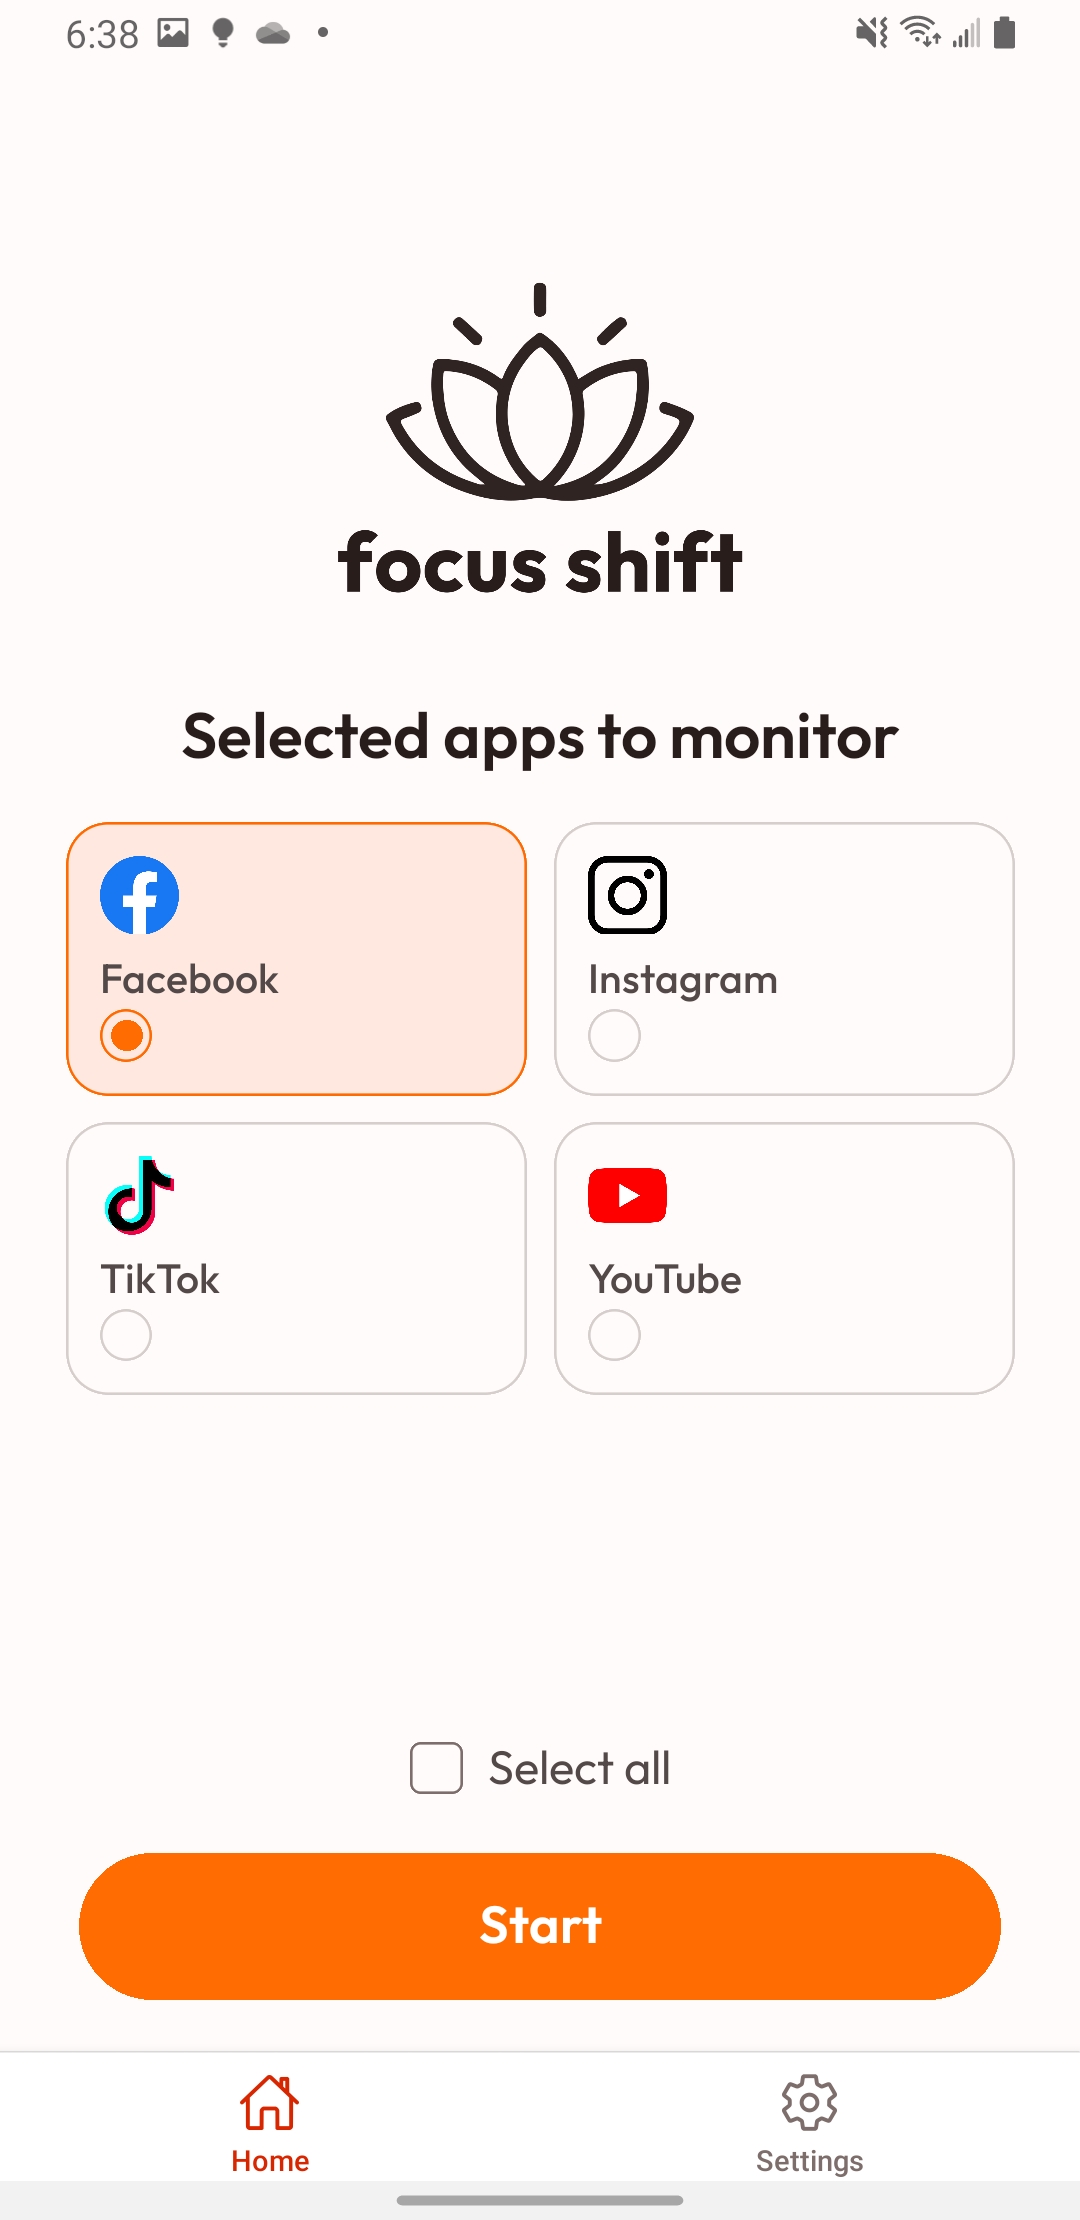 6:38
focus shift
Selected apps to monitor
Facebook
Instagram
TikTok
YouTube
Select all
Start
Home
Settings